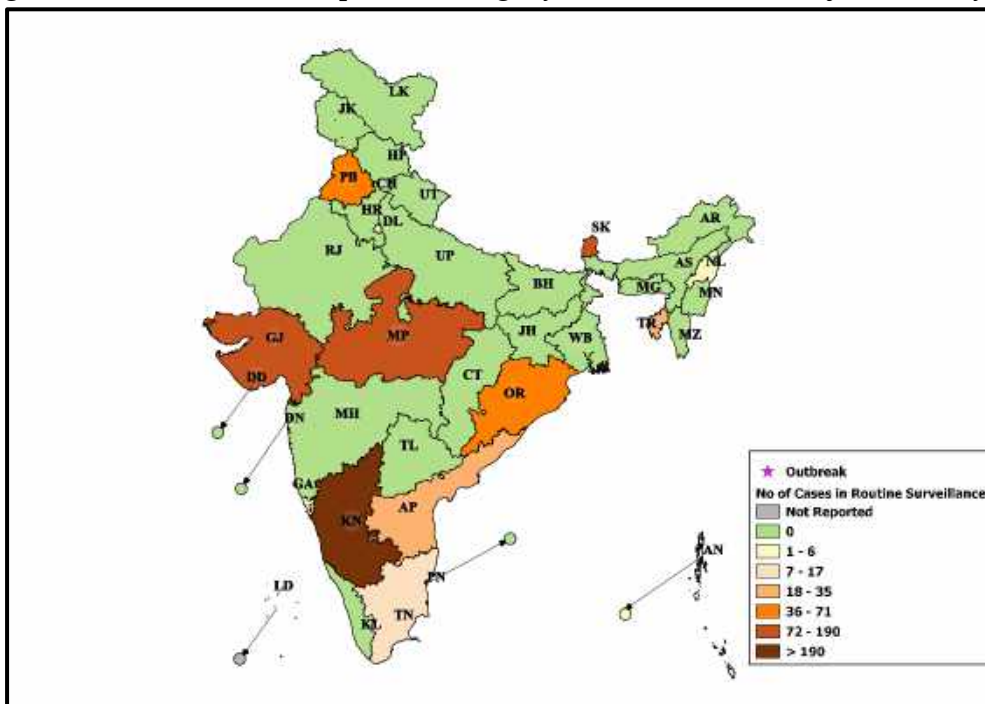 LK
JK
HP
PB
CH
UT
HR
DL
AR
SK
RJ
UP
AS
NL
BH
MG
MN
TR
MZ
GJ
MP
JH
WB
CT
DD
OR
DN
MH
TL
GA
AP
KN
AN
PN
LD
TN
KL
Outbreak
No of Cases in Routine Surveillance
Not Reported
0
1 - 6
7 - 17
18 - 35
36 - 71
72 - 190
> 190